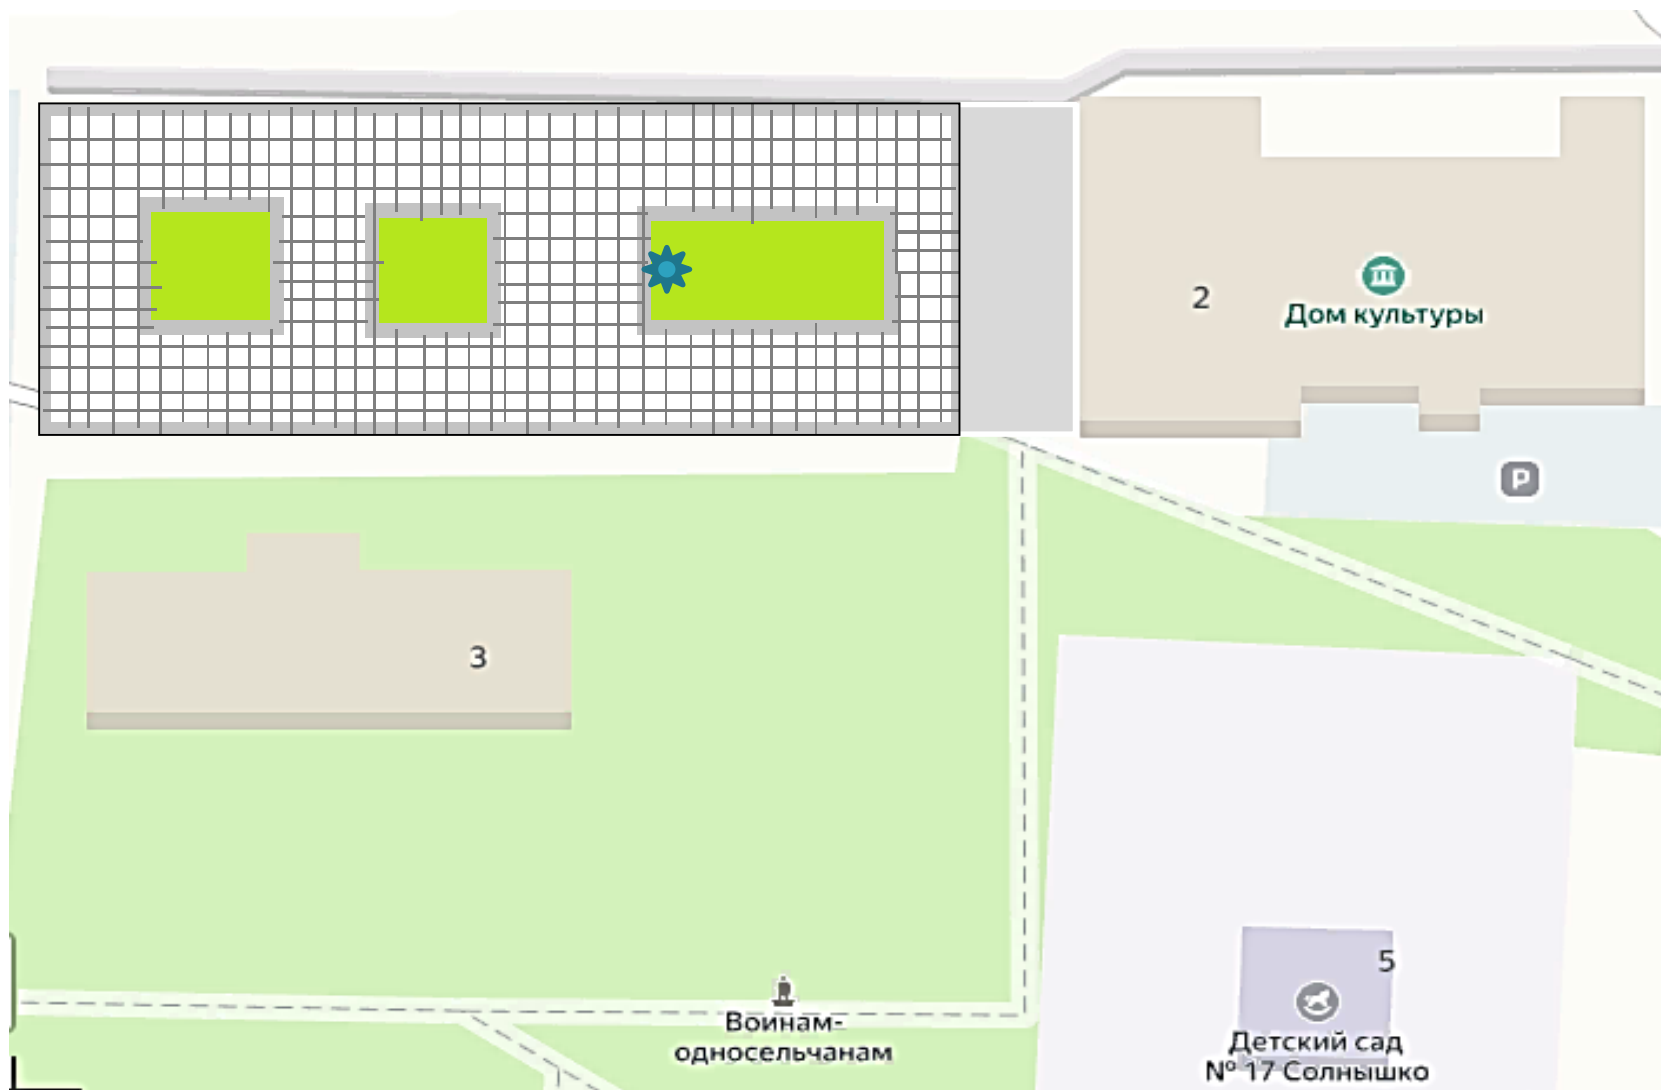 2
Дом культуры
P
3
5
Воинам-
односельчанам
Детский сад
№ 17 Солнышко